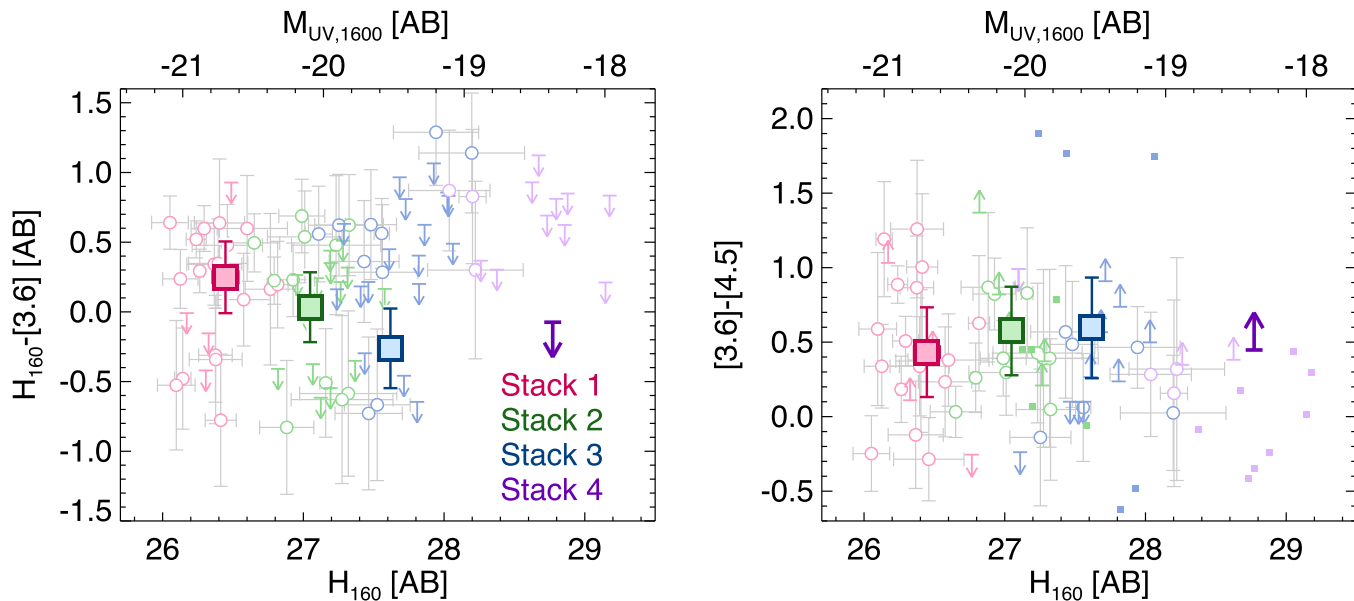 M_UV,1600 [AB]
-21 -20 -19 -18
1.5
1.0
0.5
0.0
-0.5
-1.0
-1.5
H_160-[3.6] [AB]
Stack 1
Stack 2
Stack 3
Stack 4
26 27 28 29
H_160 [AB]
M_UV,1600 [AB]
-21 -20 -19 -18
2.0
1.5
1.0
0.5
0.0
-0.5
[3.6]-[4.5]
26 27 28 29
H_160 [AB]